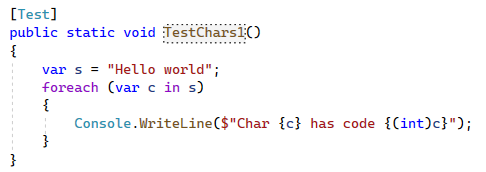 [Test]
public static void TestChars1()
{
    var s = "Hello world";
    foreach (var c in s)
    {
        Console.WriteLine($"Char {c} has code {(int)c}");
    }
}